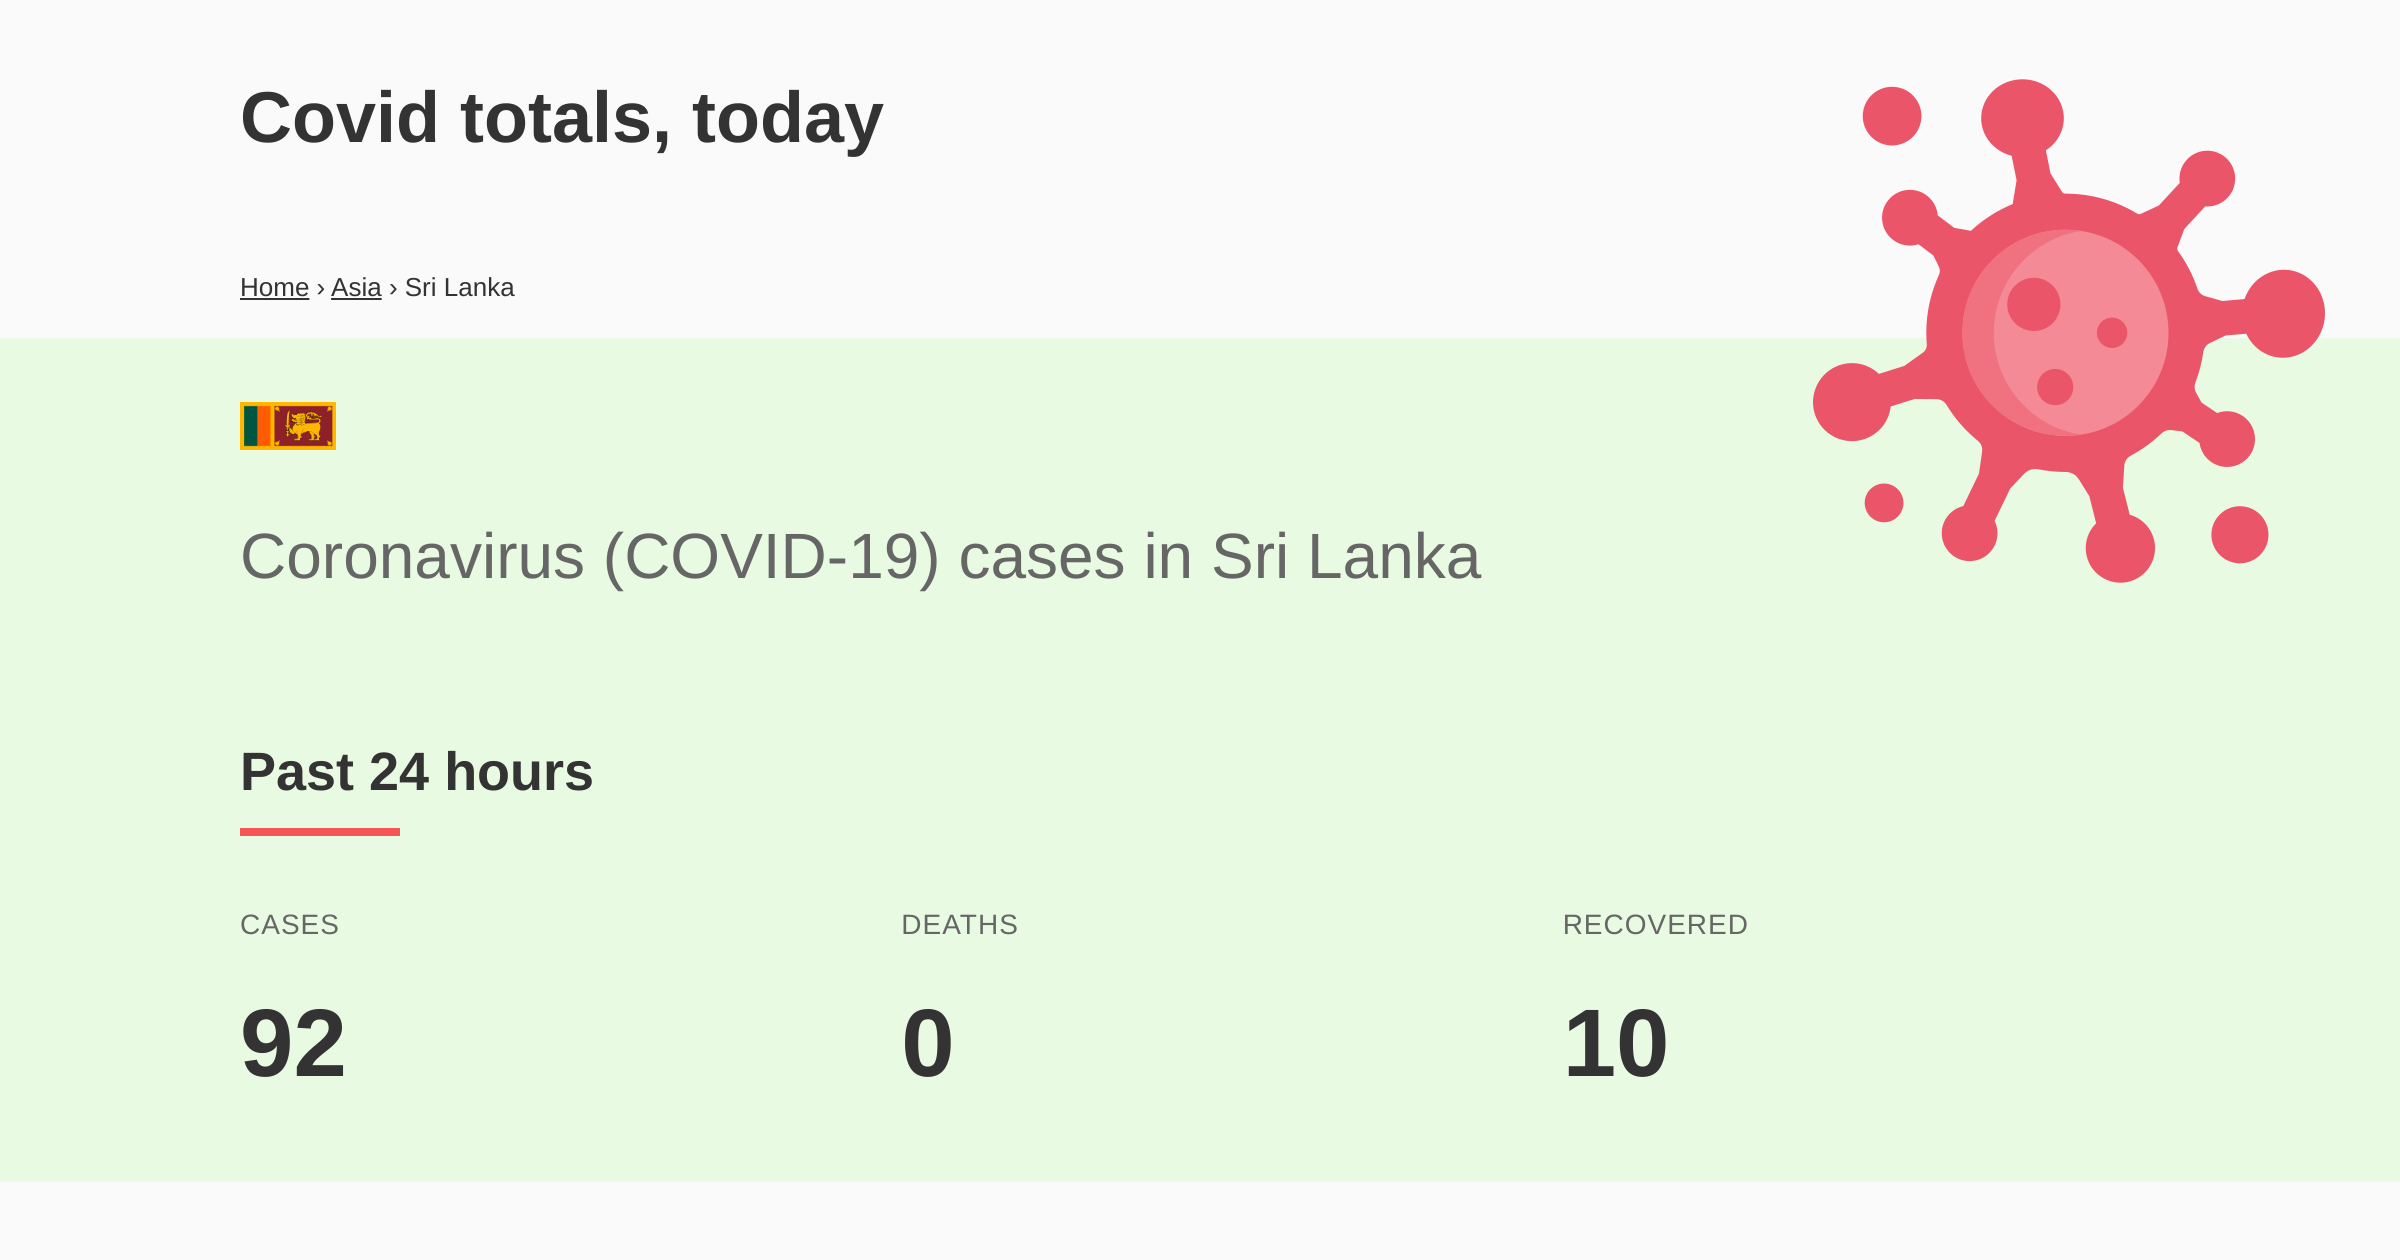 Covid totals, today
Home › Asia › Sri Lanka
Coronavirus (COVID-19) cases in Sri Lanka
Past 24 hours
CASES DEATHS RECOVERED
92 0 10